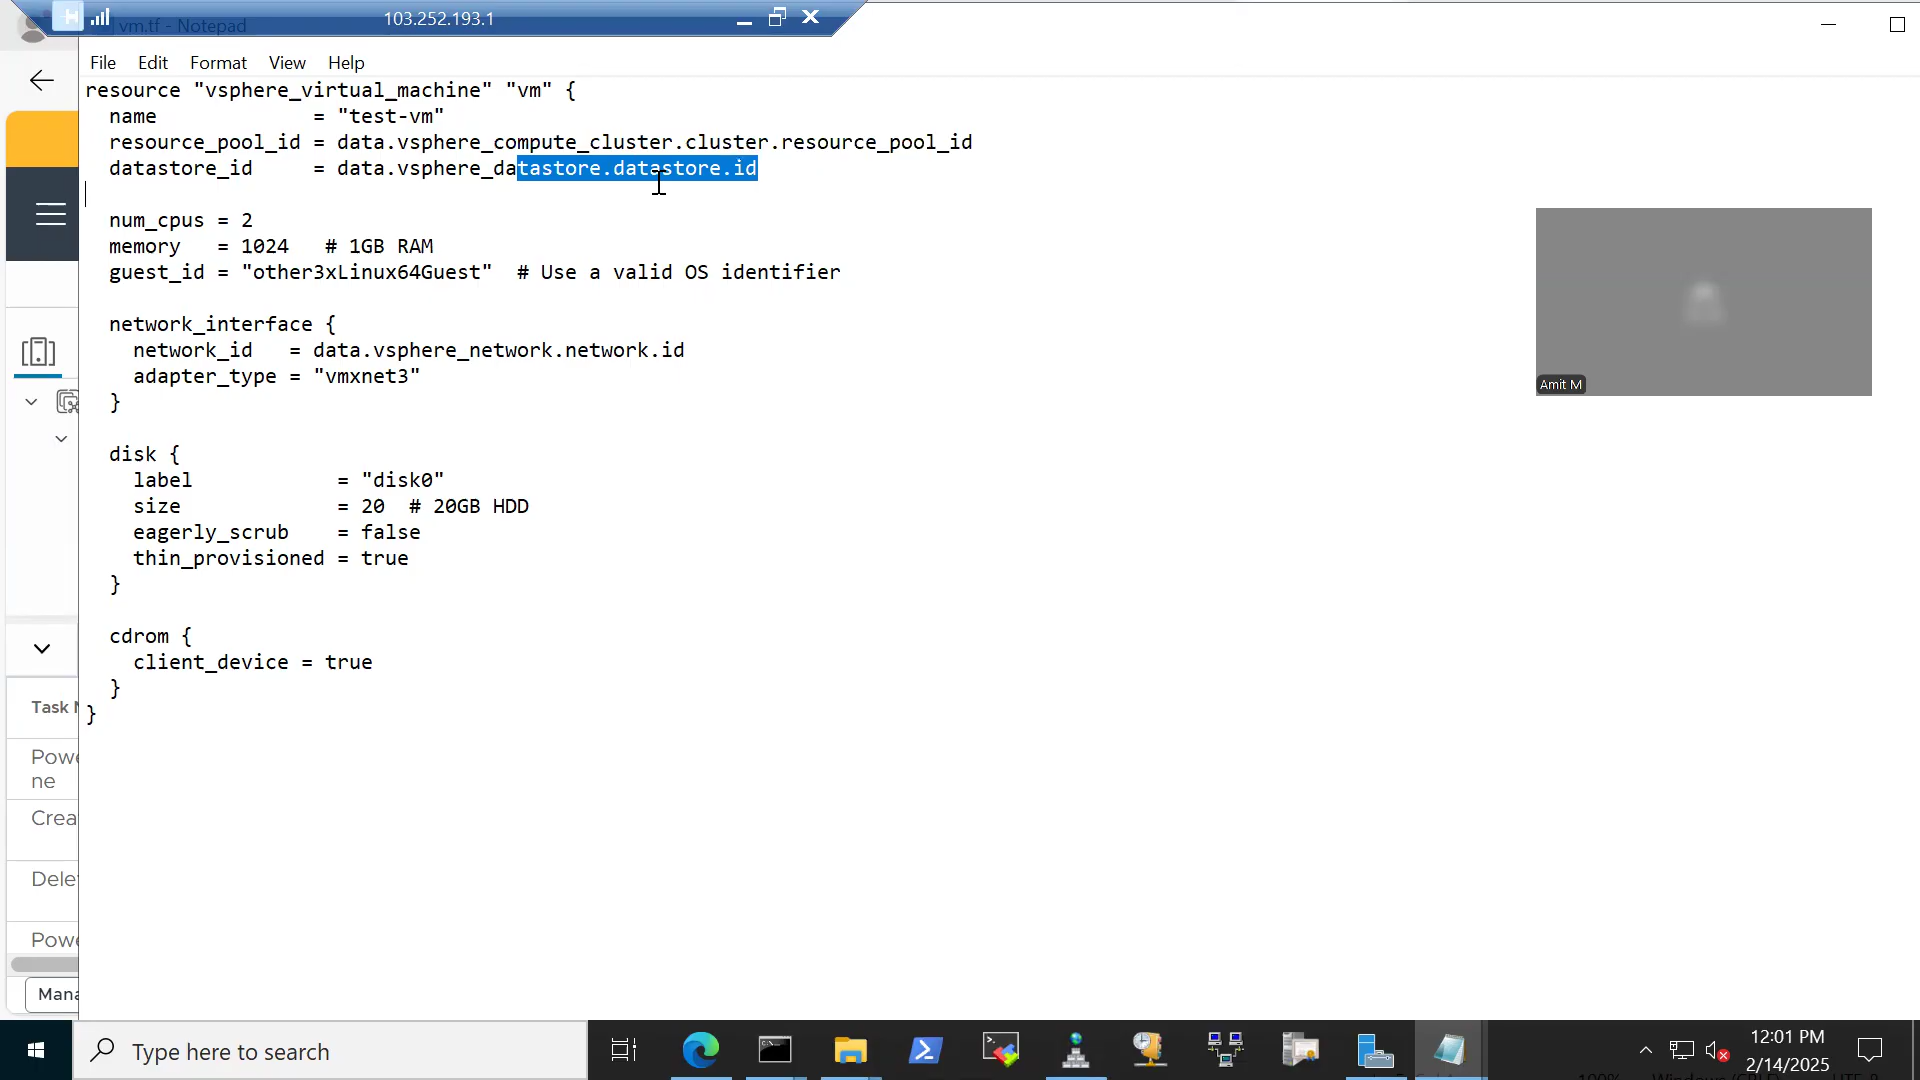 103.252.193.1
vm.tf - Notepad
File Edit Format View Help
resource "vsphere_virtual_machine" "vm" {
name = "test-vm"
resource_pool_id = data.vsphere_compute_cluster.cluster.resource_pool_id
datastore_id = data.vsphere_datastore.datastore.id
num_cpus = 2
memory = 1024 # 1GB RAM
guest_id = "other3xLinux64Guest" # Use a valid OS identifier
network_interface {
network_id = data.vsphere_network.network.id
adapter_type = "vmxnet3"
}
disk {
label = "disk0"
size = 20 # 20GB HDD
eagerly_scrub = false
thin_provisioned = true
}
cdrom {
client_device = true
}
}
Amit M
Task N
Powe
ne
Crea
Dele
Powe
Mana
Type here to search
12:01 PM
2/14/2025